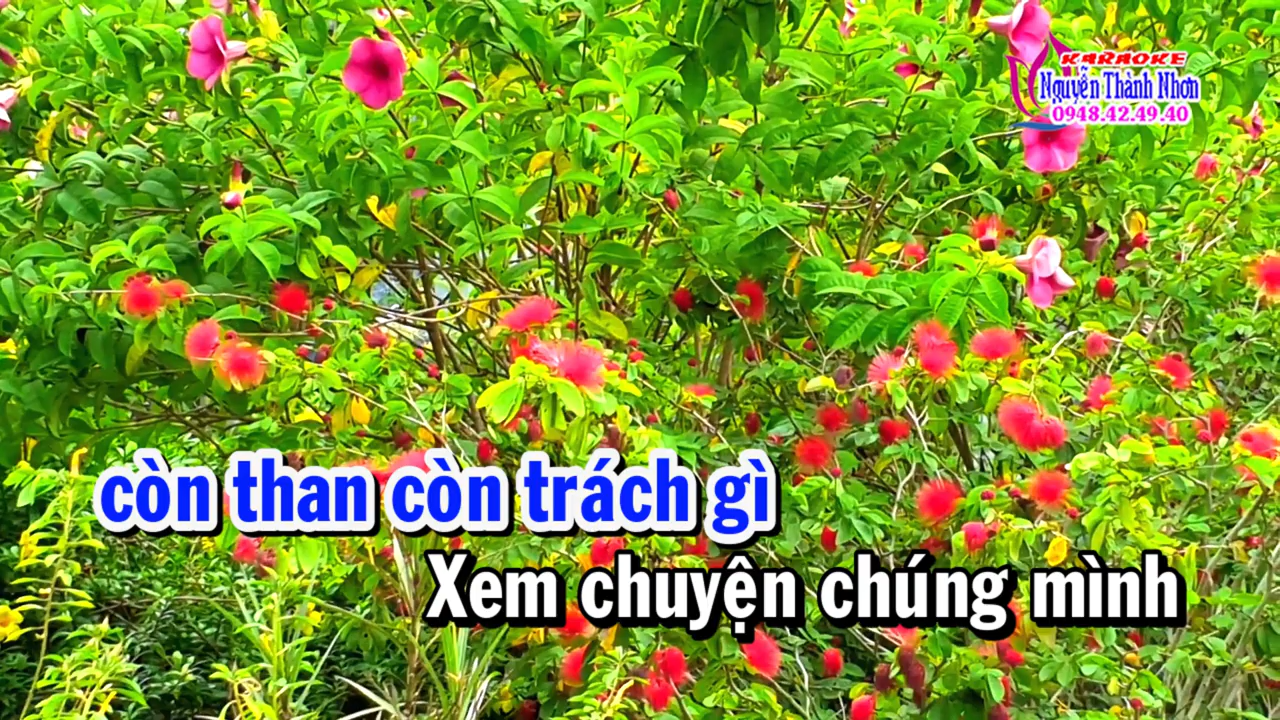 KARAOKE
Nguyễn Thành Nhơn
0948.42.49.40
còn than còn trách gì
Xem chuyện chúng mình